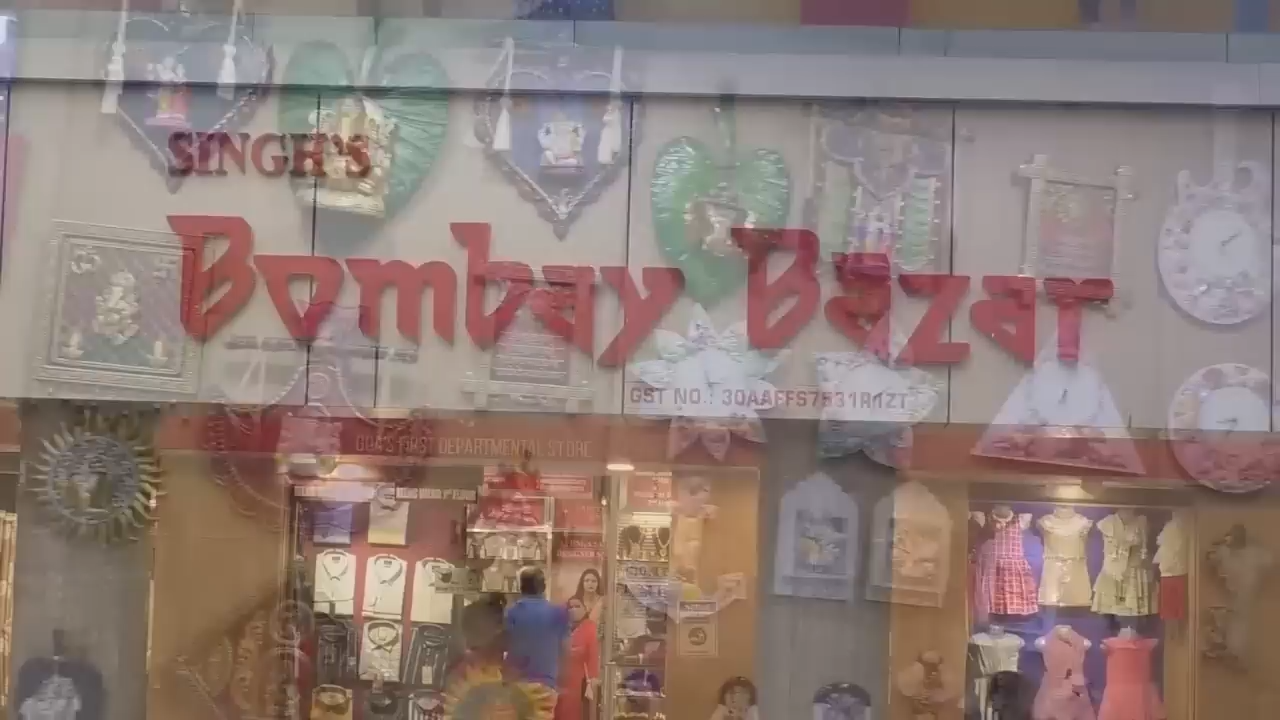 SINGH'S
Bombay Bazar
GST NO.: 30AAFFS7531R1ZT
GOA'S FIRST DEPARTMENTAL STORE